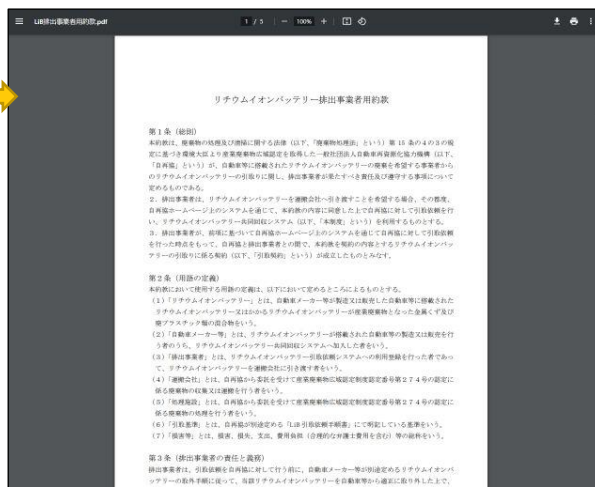 LiB排出事業者用約款.pdf
1 / 5
100%
リチウムイオンバッテリー排出事業者用約款
第1条（総則）
本約款は、廃棄物の処理及び清掃に関する法律（以下、「廃棄物処理法」という）第 15 条の4の3の規
定に基づき環境大臣より産業廃棄物広域認定を取得した一般社団法人自動車再資源化協力機構（以下、
「自再協」という）が、自動車等に搭載されたリチウムイオンバッテリーの廃棄を希望する事業者から
のリチウムイオンバッテリーの引取りに関し、排出事業者が果たすべき責任及び遵守する事項について
定めるものである。
2．排出事業者は、リチウムイオンバッテリーを運搬会社へ引き渡すことを希望する場合、その都度、
自再協ホームページ上のシステムを通じて、本約款の内容に同意した上で自再協に対して引取依頼を行
い、リチウムイオンバッテリー共同回収システム（以下、「本制度」という）を利用するものとする。
3．排出事業者が、前項に基づいて自再協ホームページ上のシステムを通じて自再協に対して引取依頼
を行った時点をもって、自再協と排出事業者との間で、本約款を契約の内容とするリチウムイオンバッ
テリーの引取りに係る契約（以下、「引取契約」という）が成立したものとみなす。
第2条（用語の定義）
本約款において使用する用語の定義は、以下において定めるところによるものとする。
（1）「リチウムイオンバッテリー」とは、自動車メーカー等が製造又は販売した自動車等に搭載された
リチウムイオンバッテリー又はかかるリチウムイオンバッテリーが産業廃棄物となった金属くず及び
廃プラスチック類の混合物をいう。
（2）「自動車メーカー等」とは、リチウムイオンバッテリーが搭載された自動車等の製造又は販売を行
う者のうち、リチウムイオンバッテリー共同回収システムへ加入した者をいう。
（3）「排出事業者」とは、リチウムイオンバッテリー引取依頼システムへの利用登録を行った者であっ
て、リチウムイオンバッテリーを運搬会社に引き渡す者をいう。
（4）「運搬会社」とは、自再協から委託を受けて産業廃棄物広域認定制度認定番号第２７４号の認定に
係る廃棄物の収集又は運搬を行う者をいう。
（5）「処理施設」とは、自再協から委託を受けて産業廃棄物広域認定制度認定番号第２７４号の認定に
係る廃棄物の処理を行う者をいう。
（6）「引取基準」とは、自再協が別途定める「LiB 引取依頼手順書」にて明記している基準をいう。
（7）「損害等」とは、損害、損失、支出、費用負担（合理的な弁護士費用を含む）等の総称をいう。
第3条（排出事業者の責任と義務）
排出事業者は、引取依頼を自再協に対して行う前に、自動車メーカー等が別途定めるリチウムイオンバ
ッテリーの取外手順に従って、当該リチウムイオンバッテリーを自動車等から適正に取り外した上で、